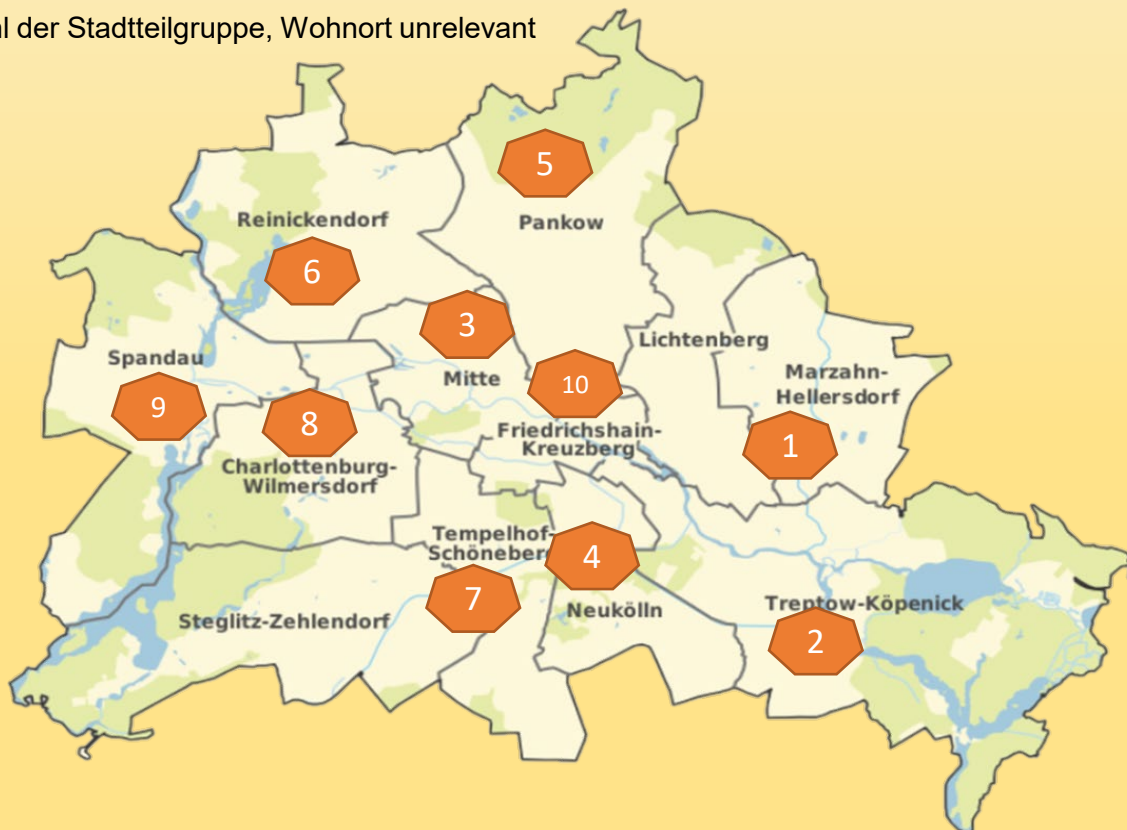 der Stadtteilgruppe, Wohnort unrelevant
5
Reinickendorf
Pankow
6
3
Lichtenberg
Spandau
Mitte
10
Marzahn-
Hellersdorf
9
8
Friedrichshain-
Kreuzberg
1
Charlottenburg-
Wilmersdorf
Tempelhof-
4
7
Neukölln
Treptow-Köpenick
Steglitz-Zehlendorf
2